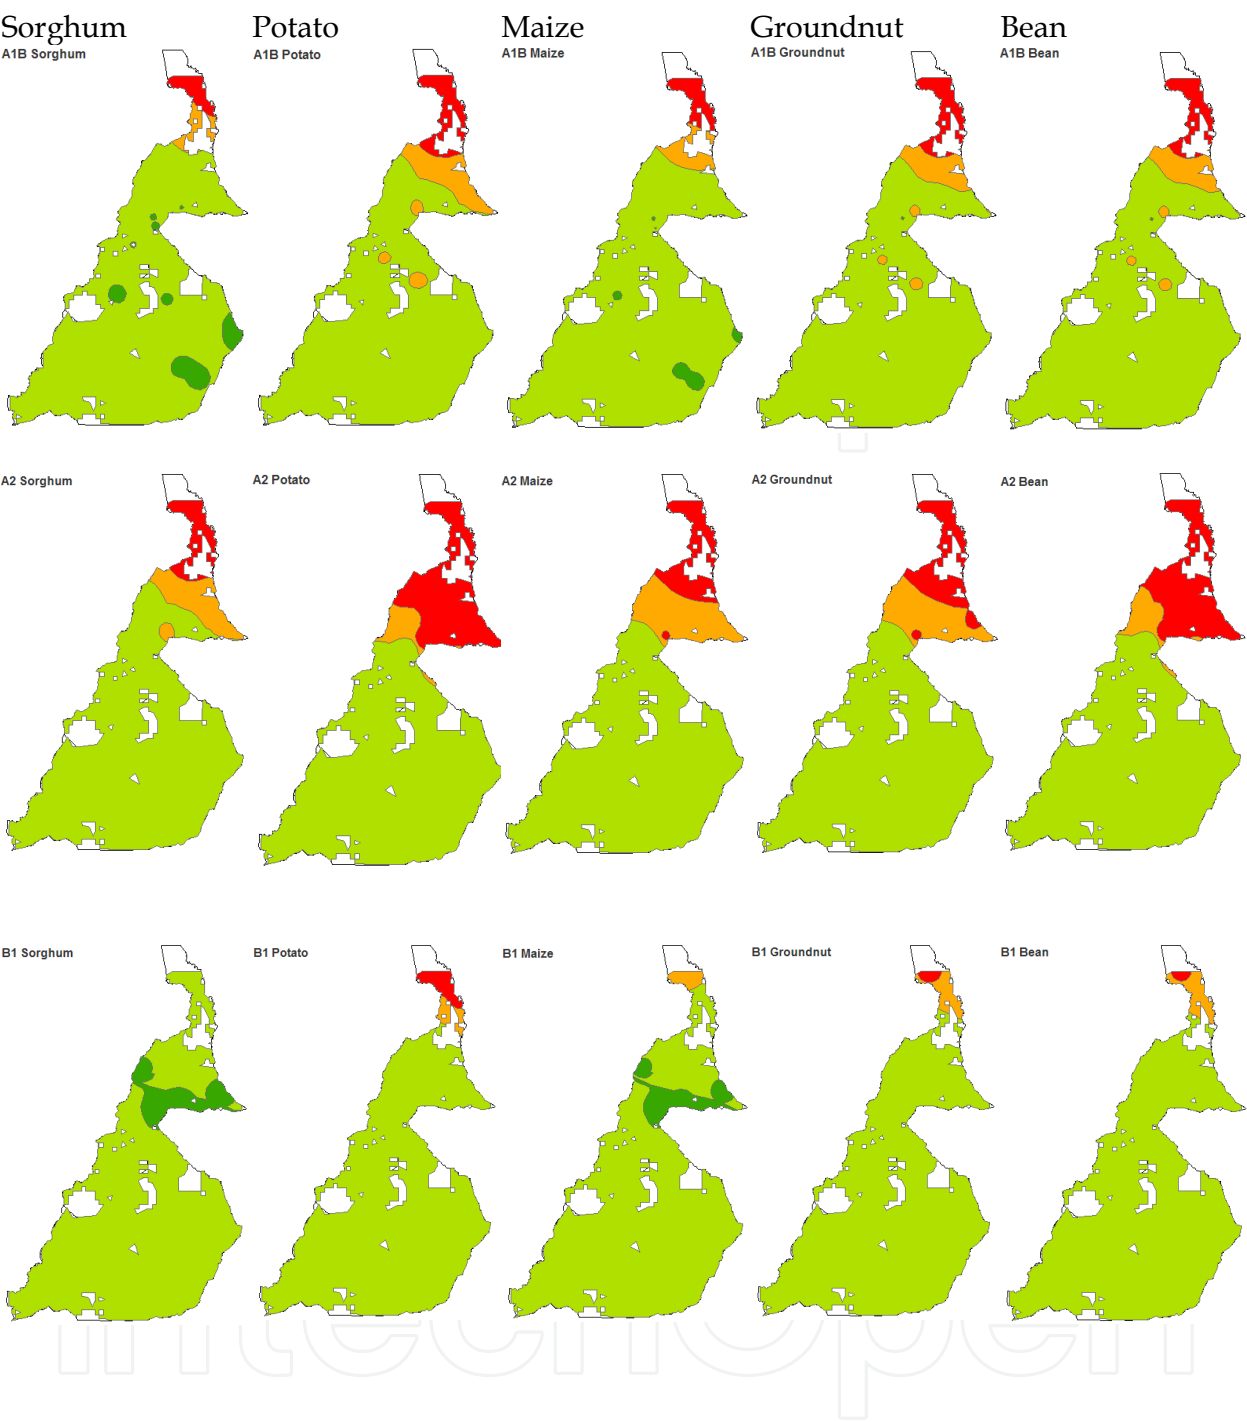 Sorghum Potato Maize Groundnut Bean
A1B Sorghum A1B Potato A1B Maize A1B Groundnut A1B Bean
A2 Sorghum A2 Potato A2 Maize A2 Groundnut A2 Bean
B1 Sorghum B1 Potato B1 Maize B1 Groundnut B1 Bean
intechopen